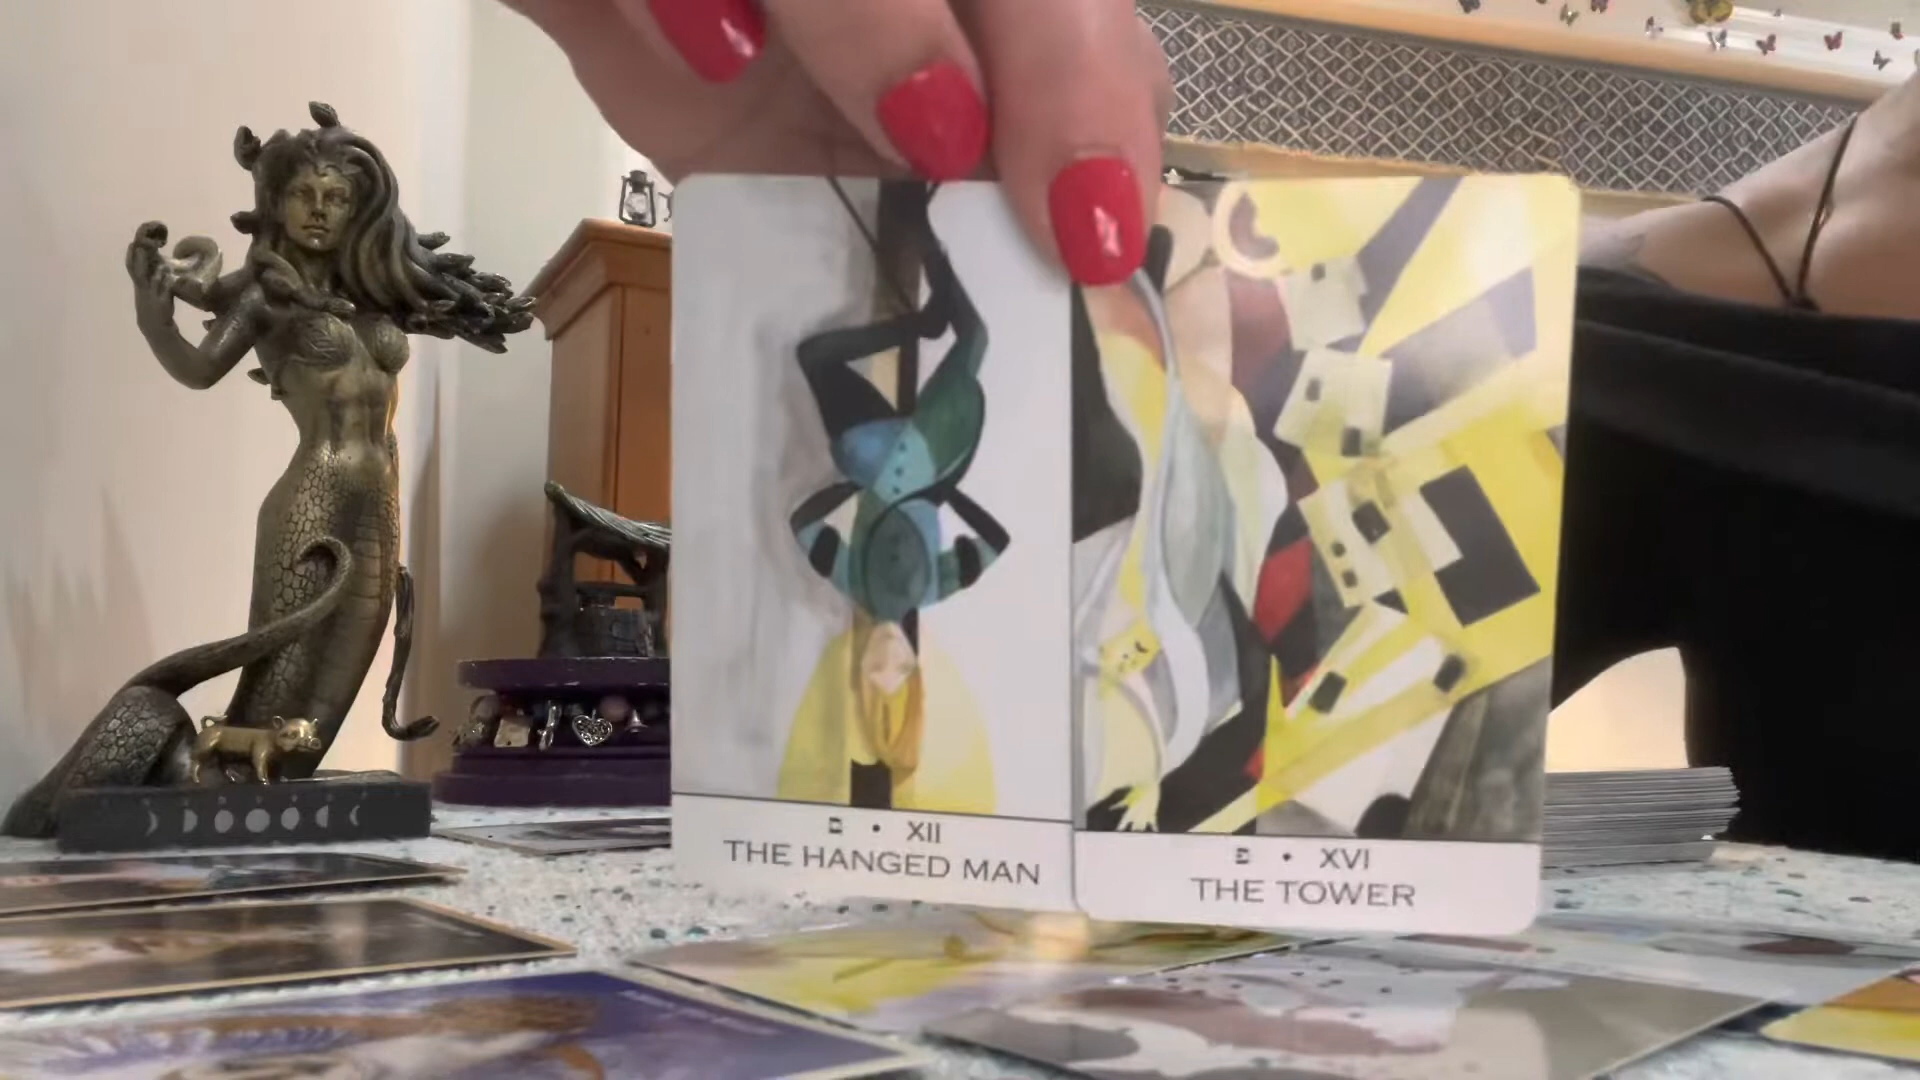 • XII
THE HANGED MAN
• XVI
THE TOWER